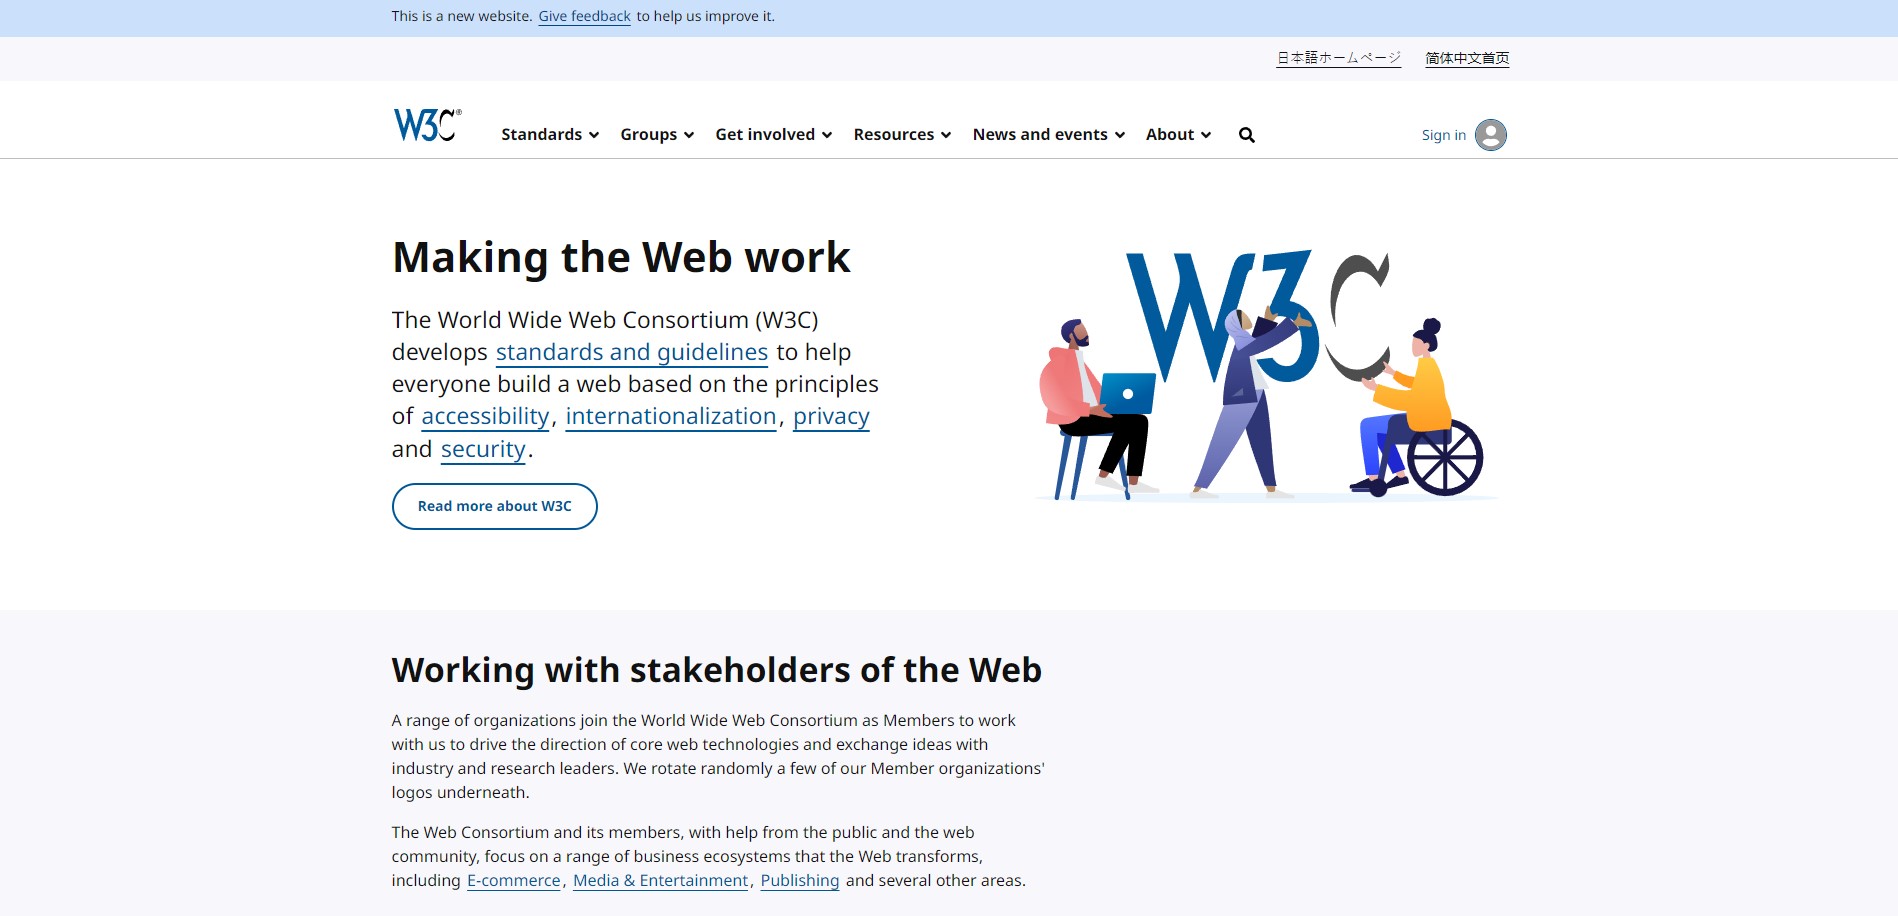 This is a new website. Give feedback to help us improve it.
日本語ホームページ 简体中文首页
W3C®
Standards Groups Get involved Resources News and events About Sign in
Making the Web work
The World Wide Web Consortium (W3C)
develops standards and guidelines to help
everyone build a web based on the principles
of accessibility, internationalization, privacy
and security.
Read more about W3C
W3C
Working with stakeholders of the Web
A range of organizations join the World Wide Web Consortium as Members to work
with us to drive the direction of core web technologies and exchange ideas with
industry and research leaders. We rotate randomly a few of our Member organizations'
logos underneath.
The Web Consortium and its members, with help from the public and the web
community, focus on a range of business ecosystems that the Web transforms,
including E-commerce, Media & Entertainment, Publishing and several other areas.